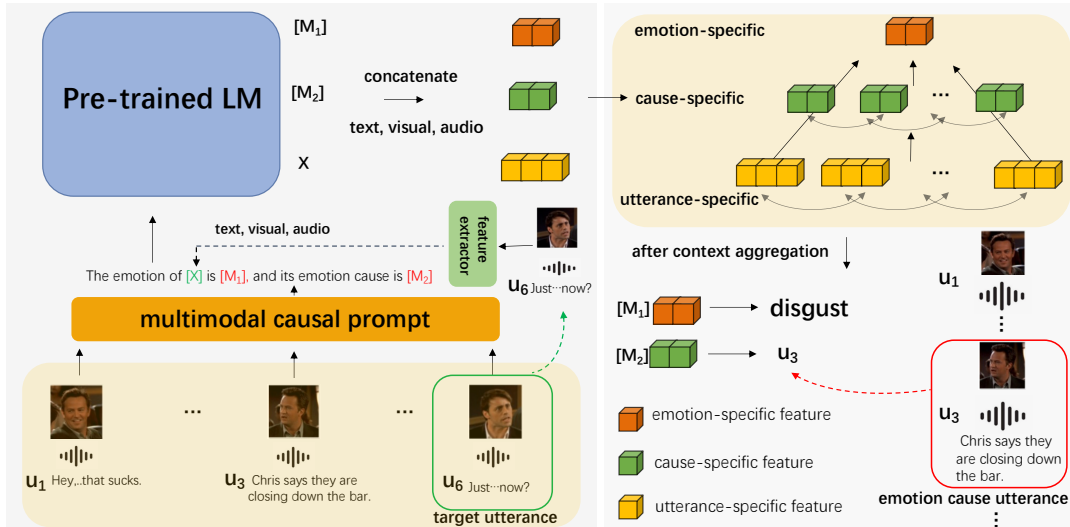 Pre-trained LM
[M₁]
[M₂]
X
concatenate
text, visual, audio
text, visual, audio
feature extractor
u₆ Just···now?
The emotion of [X] is [M₁], and its emotion cause is [M₂]
multimodal causal prompt
...
...
u₁ Hey,..that sucks.
u₃ Chris says they are
closing down the bar.
u₆ Just···now?
target utterance
emotion-specific
cause-specific
...
utterance-specific
...
after context aggregation
[M₁]
disgust
[M₂]
u₃
emotion-specific feature
cause-specific feature
utterance-specific feature
u₁
...
u₃
Chris says they
are closing down
the bar.
emotion cause utterance
...